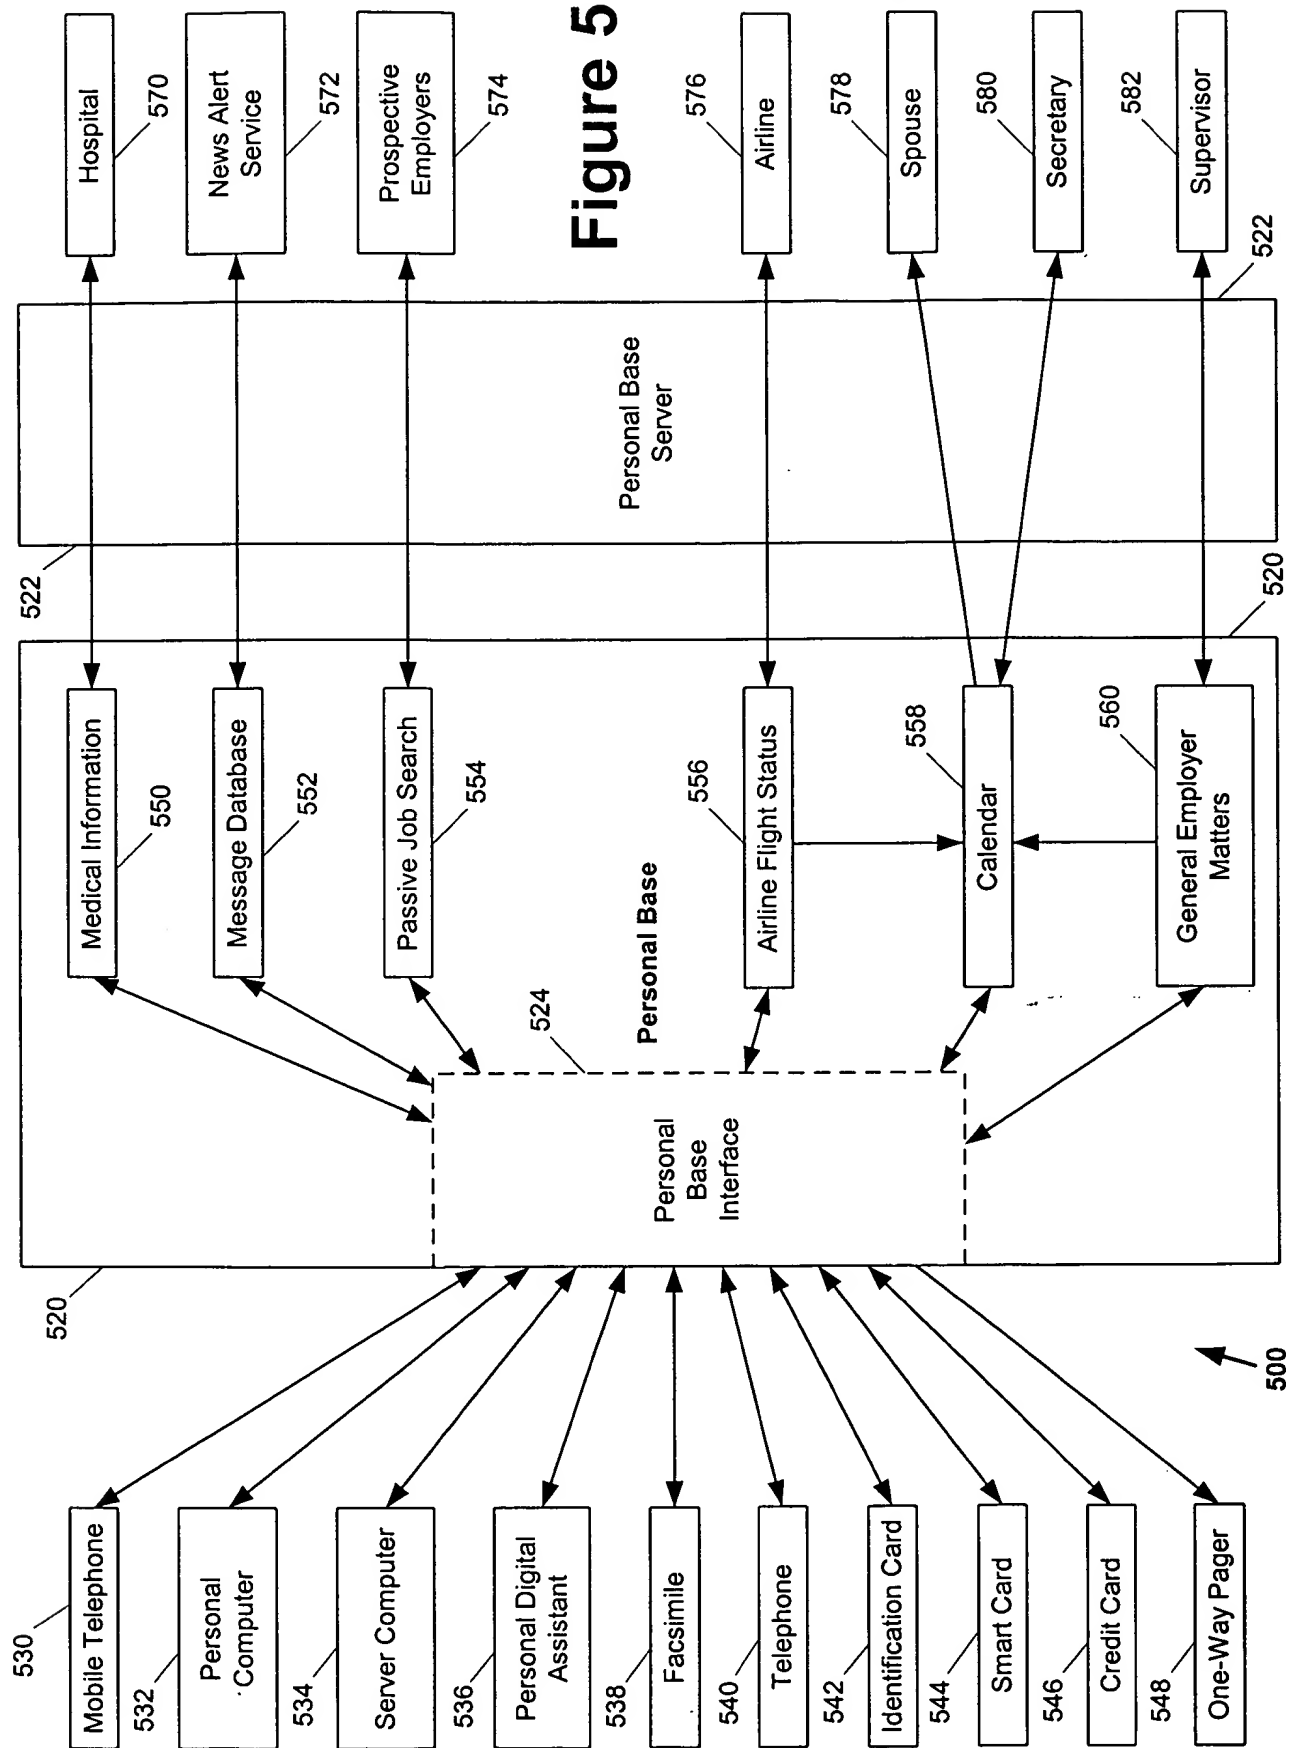 530
Mobile Telephone
532
Personal
Computer
534
Server Computer
536
Personal Digital
Assistant
538
Facsimile
540
Telephone
542
Identification Card
544
Smart Card
546
Credit Card
548
One-Way Pager
500
520
Personal
Base
Interface
524
Personal Base
Medical Information
550
Message Database
552
Passive Job Search
554
556
Airline Flight Status
558
Calendar
560
General Employer
Matters
520
522
Personal Base
Server
522
Hospital
570
News Alert
Service
572
Prospective
Employers
574
Figure 5
576
Airline
578
Spouse
580
Secretary
582
Supervisor